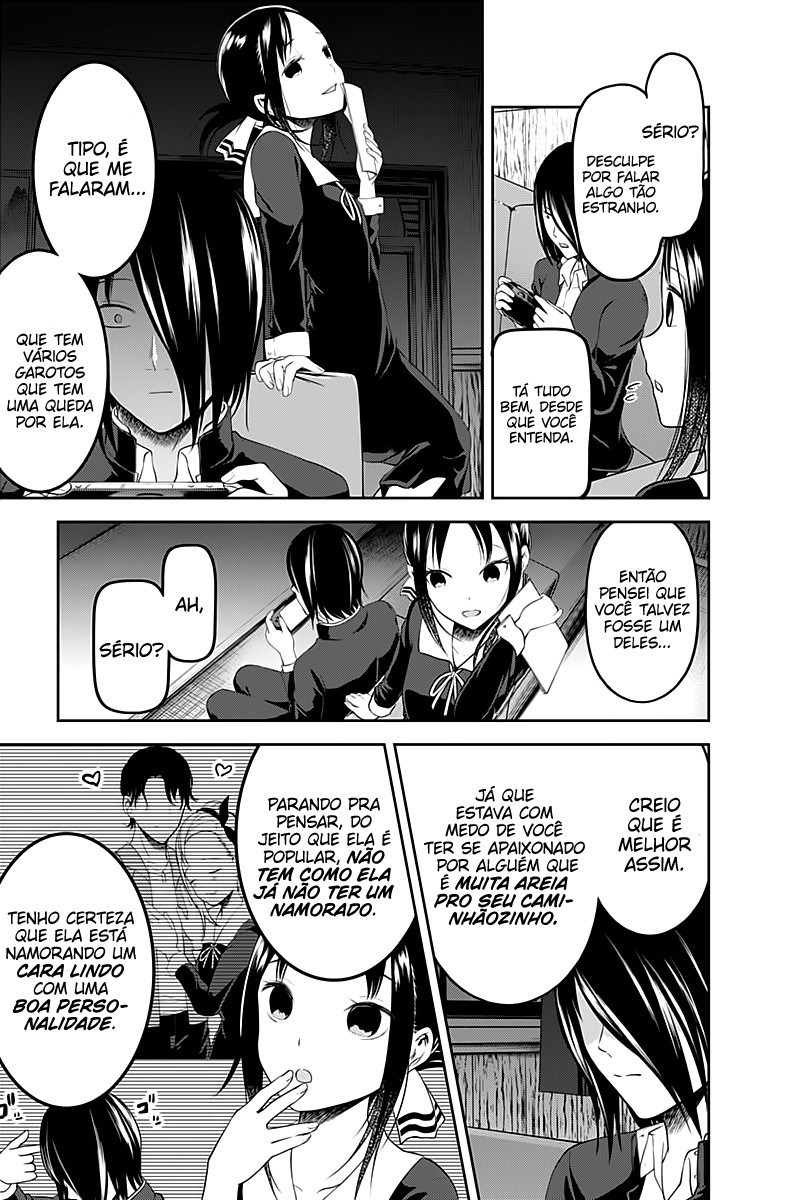 SÉRIO?
DESCULPE
POR FALAR
ALGO TÃO
ESTRANHO.
TÁ TUDO
BEM, DESDE
QUE VOCÊ
ENTENDA.
TIPO, É
QUE ME
FALARAM...
QUE TEM
VÁRIOS
GAROTOS
QUE TEM
UMA QUEDA
POR ELA.
ENTÃO
PENSEI QUE
VOCÊ TALVEZ
FOSSE UM
DELES...
AH,
SÉRIO?
CREIO
QUE É
MELHOR
ASSIM.
JÁ QUE
ESTAVA COM
MEDO DE VOCÊ
TER SE APAIXONADO
POR ALGUÉM QUE
É MUITA AREIA
PRO SEU CAMI-
NHÃOZINHO.
PARANDO PRA
PENSAR, DO
JEITO QUE ELA É
POPULAR, NÃO
TEM COMO ELA
JÁ NÃO TER UM
NAMORADO.
TENHO CERTEZA
QUE ELA ESTÁ
NAMORANDO UM
CARA LINDO
COM UMA
BOA PERSO-
NALIDADE.